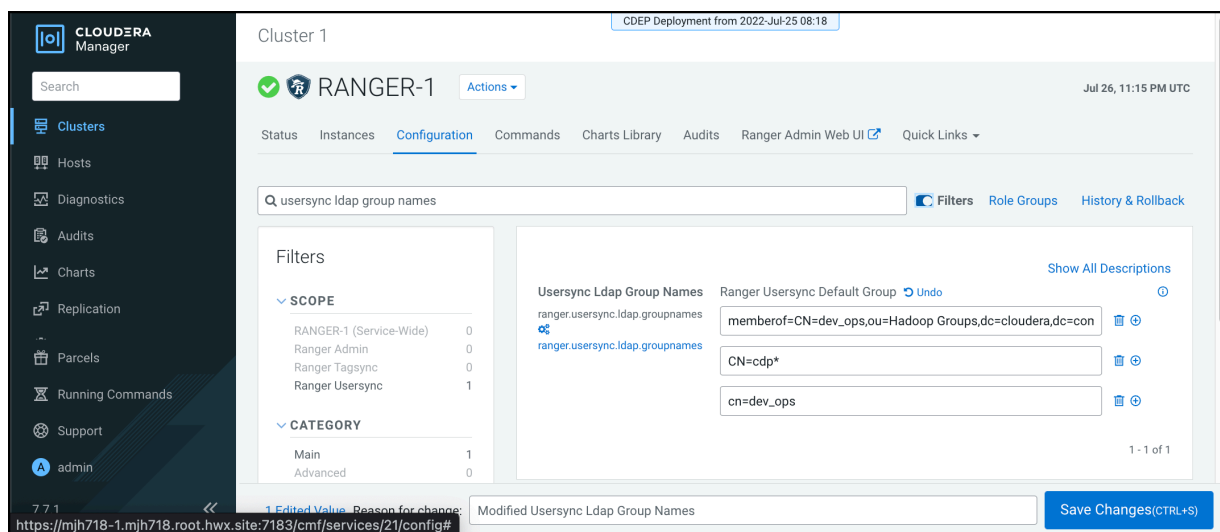 CLOUDERA
Manager
Search
Clusters
Hosts
Diagnostics
Audits
Charts
Replication
Parcels
Running Commands
Support
A admin
7.7.1
https://mjh718-1.mjh718.root.hwx.site:7183/cmf/services/21/config#
CDEP Deployment from 2022-Jul-25 08:18
Cluster 1
RANGER-1 Actions
Jul 26, 11:15 PM UTC
Status Instances Configuration Commands Charts Library Audits Ranger Admin Web UI Quick Links
usersync ldap group names
Filters Role Groups History & Rollback
Filters
SCOPE
RANGER-1 (Service-Wide) 0
Ranger Admin 0
Ranger Tagsync 0
Ranger Usersync 1
CATEGORY
Main 1
Advanced 0
Show All Descriptions
Usersync Ldap Group Names
ranger.usersync.ldap.groupnames
ranger.usersync.ldap.groupnames
Ranger Usersync Default Group Undo
memberof=CN=dev_ops,ou=Hadoop Groups,dc=cloudera,dc=con
CN=cdp*
cn=dev_ops
1 - 1 of 1
1 Edited Value Reason for change: Modified Usersync Ldap Group Names
Save Changes(CTRL+S)